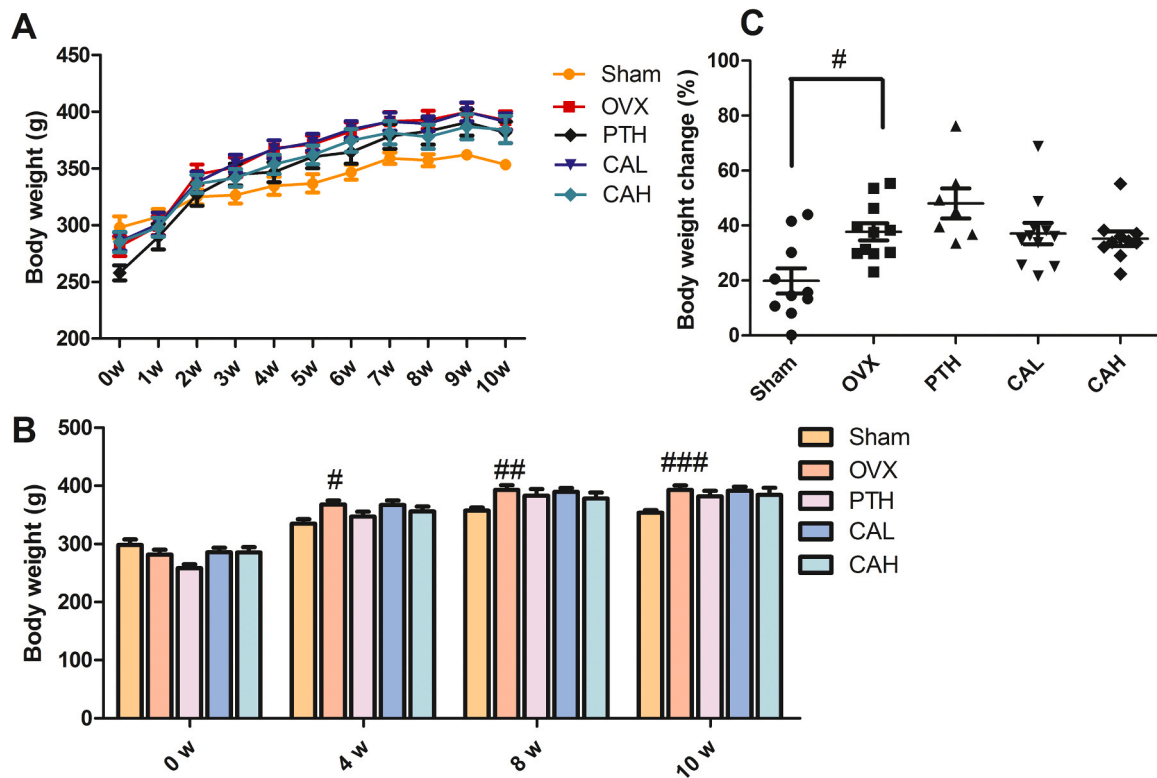 A
Body weight (g)
450
400
350
300
250
200
0w 1w 2w 3w 4w 5w 6w 7w 8w 9w 10w
Sham
OVX
PTH
CAL
CAH
C
Body weight change (%)
100
80
60
40
20
0
#
Sham OVX PTH CAL CAH
B
Body weight (g)
500
400
300
200
100
0
# ## ###
0 w 4 w 8 w 10 w
Sham
OVX
PTH
CAL
CAH